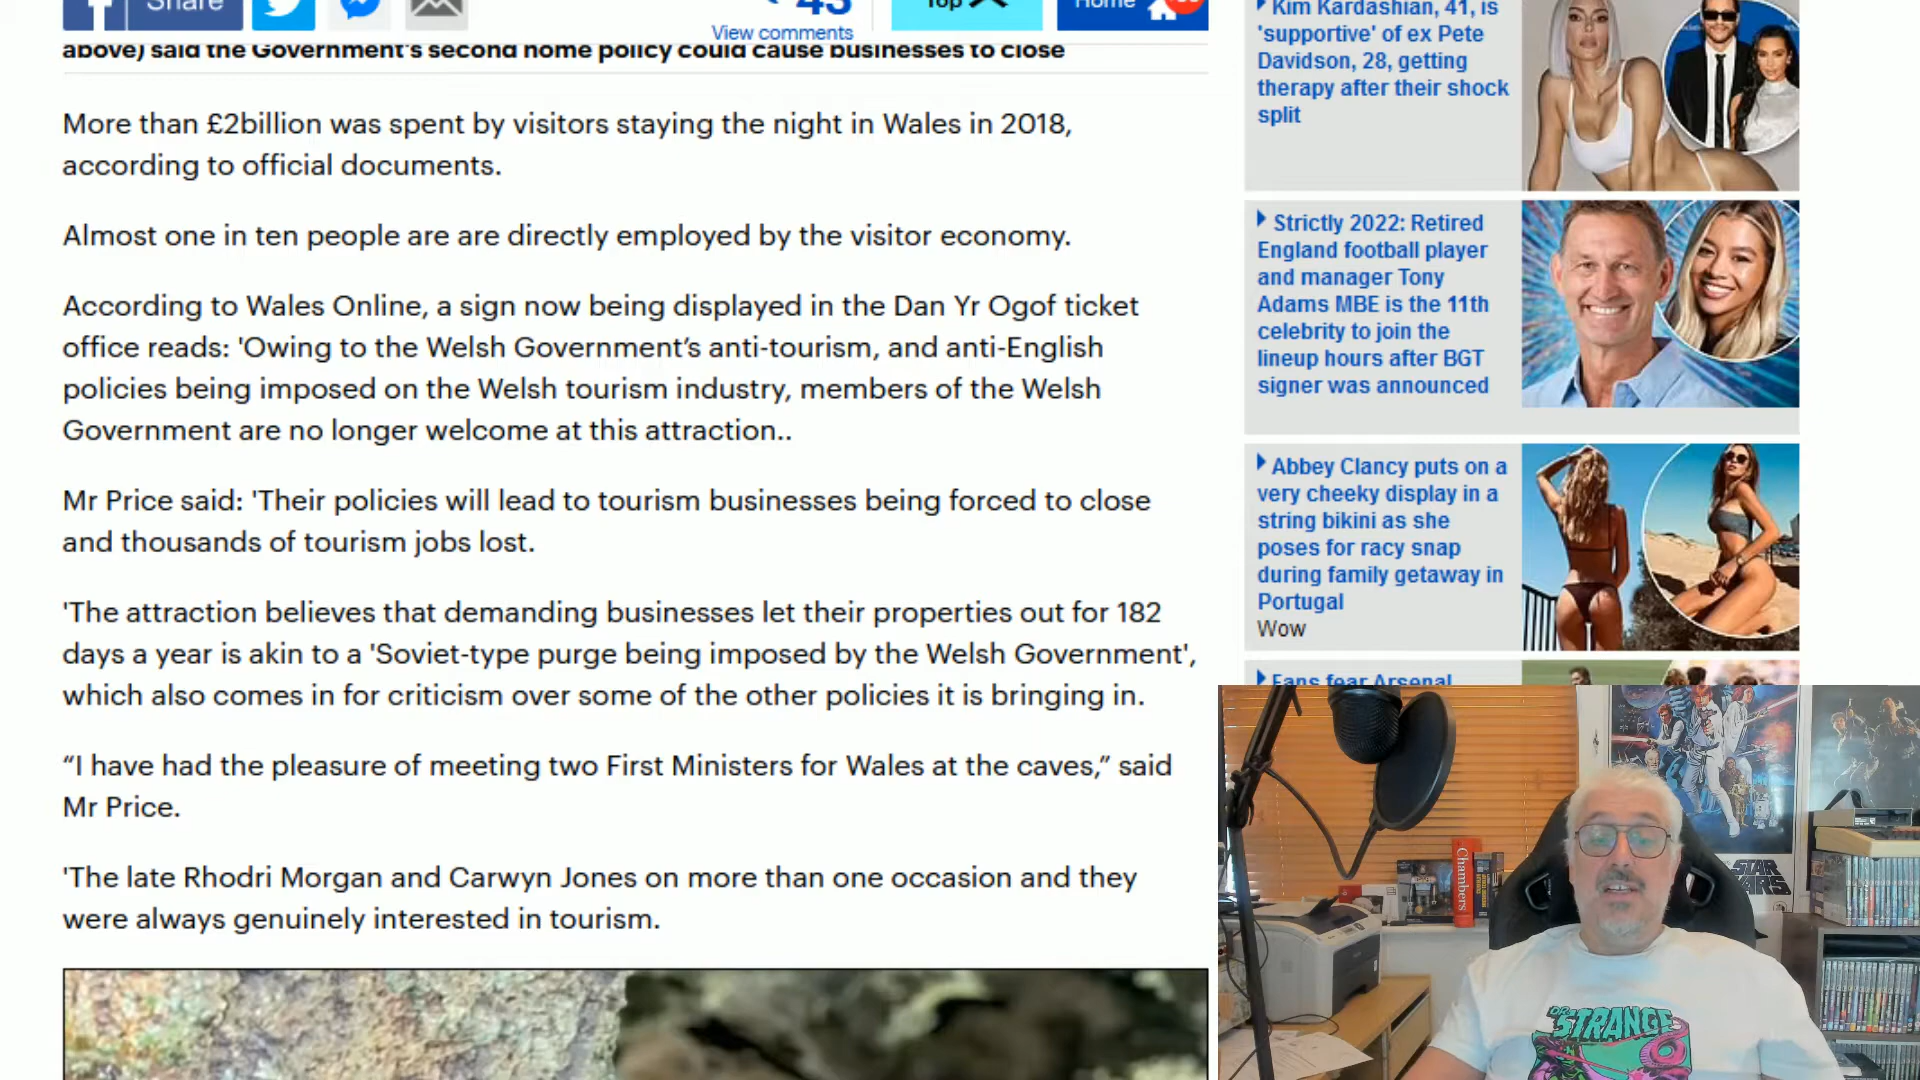 Share
43
View comments
Top
Home
above) said the Government's second home policy could cause businesses to close
More than £2billion was spent by visitors staying the night in Wales in 2018,
according to official documents.
Almost one in ten people are are directly employed by the visitor economy.
According to Wales Online, a sign now being displayed in the Dan Yr Ogof ticket
office reads: 'Owing to the Welsh Government's anti-tourism, and anti-English
policies being imposed on the Welsh tourism industry, members of the Welsh
Government are no longer welcome at this attraction..
Mr Price said: 'Their policies will lead to tourism businesses being forced to close
and thousands of tourism jobs lost.
'The attraction believes that demanding businesses let their properties out for 182
days a year is akin to a 'Soviet-type purge being imposed by the Welsh Government',
which also comes in for criticism over some of the other policies it is bringing in.
“I have had the pleasure of meeting two First Ministers for Wales at the caves,” said
Mr Price.
'The late Rhodri Morgan and Carwyn Jones on more than one occasion and they
were always genuinely interested in tourism.
Kim Kardashian, 41, is
'supportive' of ex Pete
Davidson, 28, getting
therapy after their shock
split
Strictly 2022: Retired
England football player
and manager Tony
Adams MBE is the 11th
celebrity to join the
lineup hours after BGT
signer was announced
Abbey Clancy puts on a
very cheeky display in a
string bikini as she
poses for racy snap
during family getaway in
Portugal
Wow
Fans fear Arsenal
Chambers
STAR
WARS
DR.
STRANGE